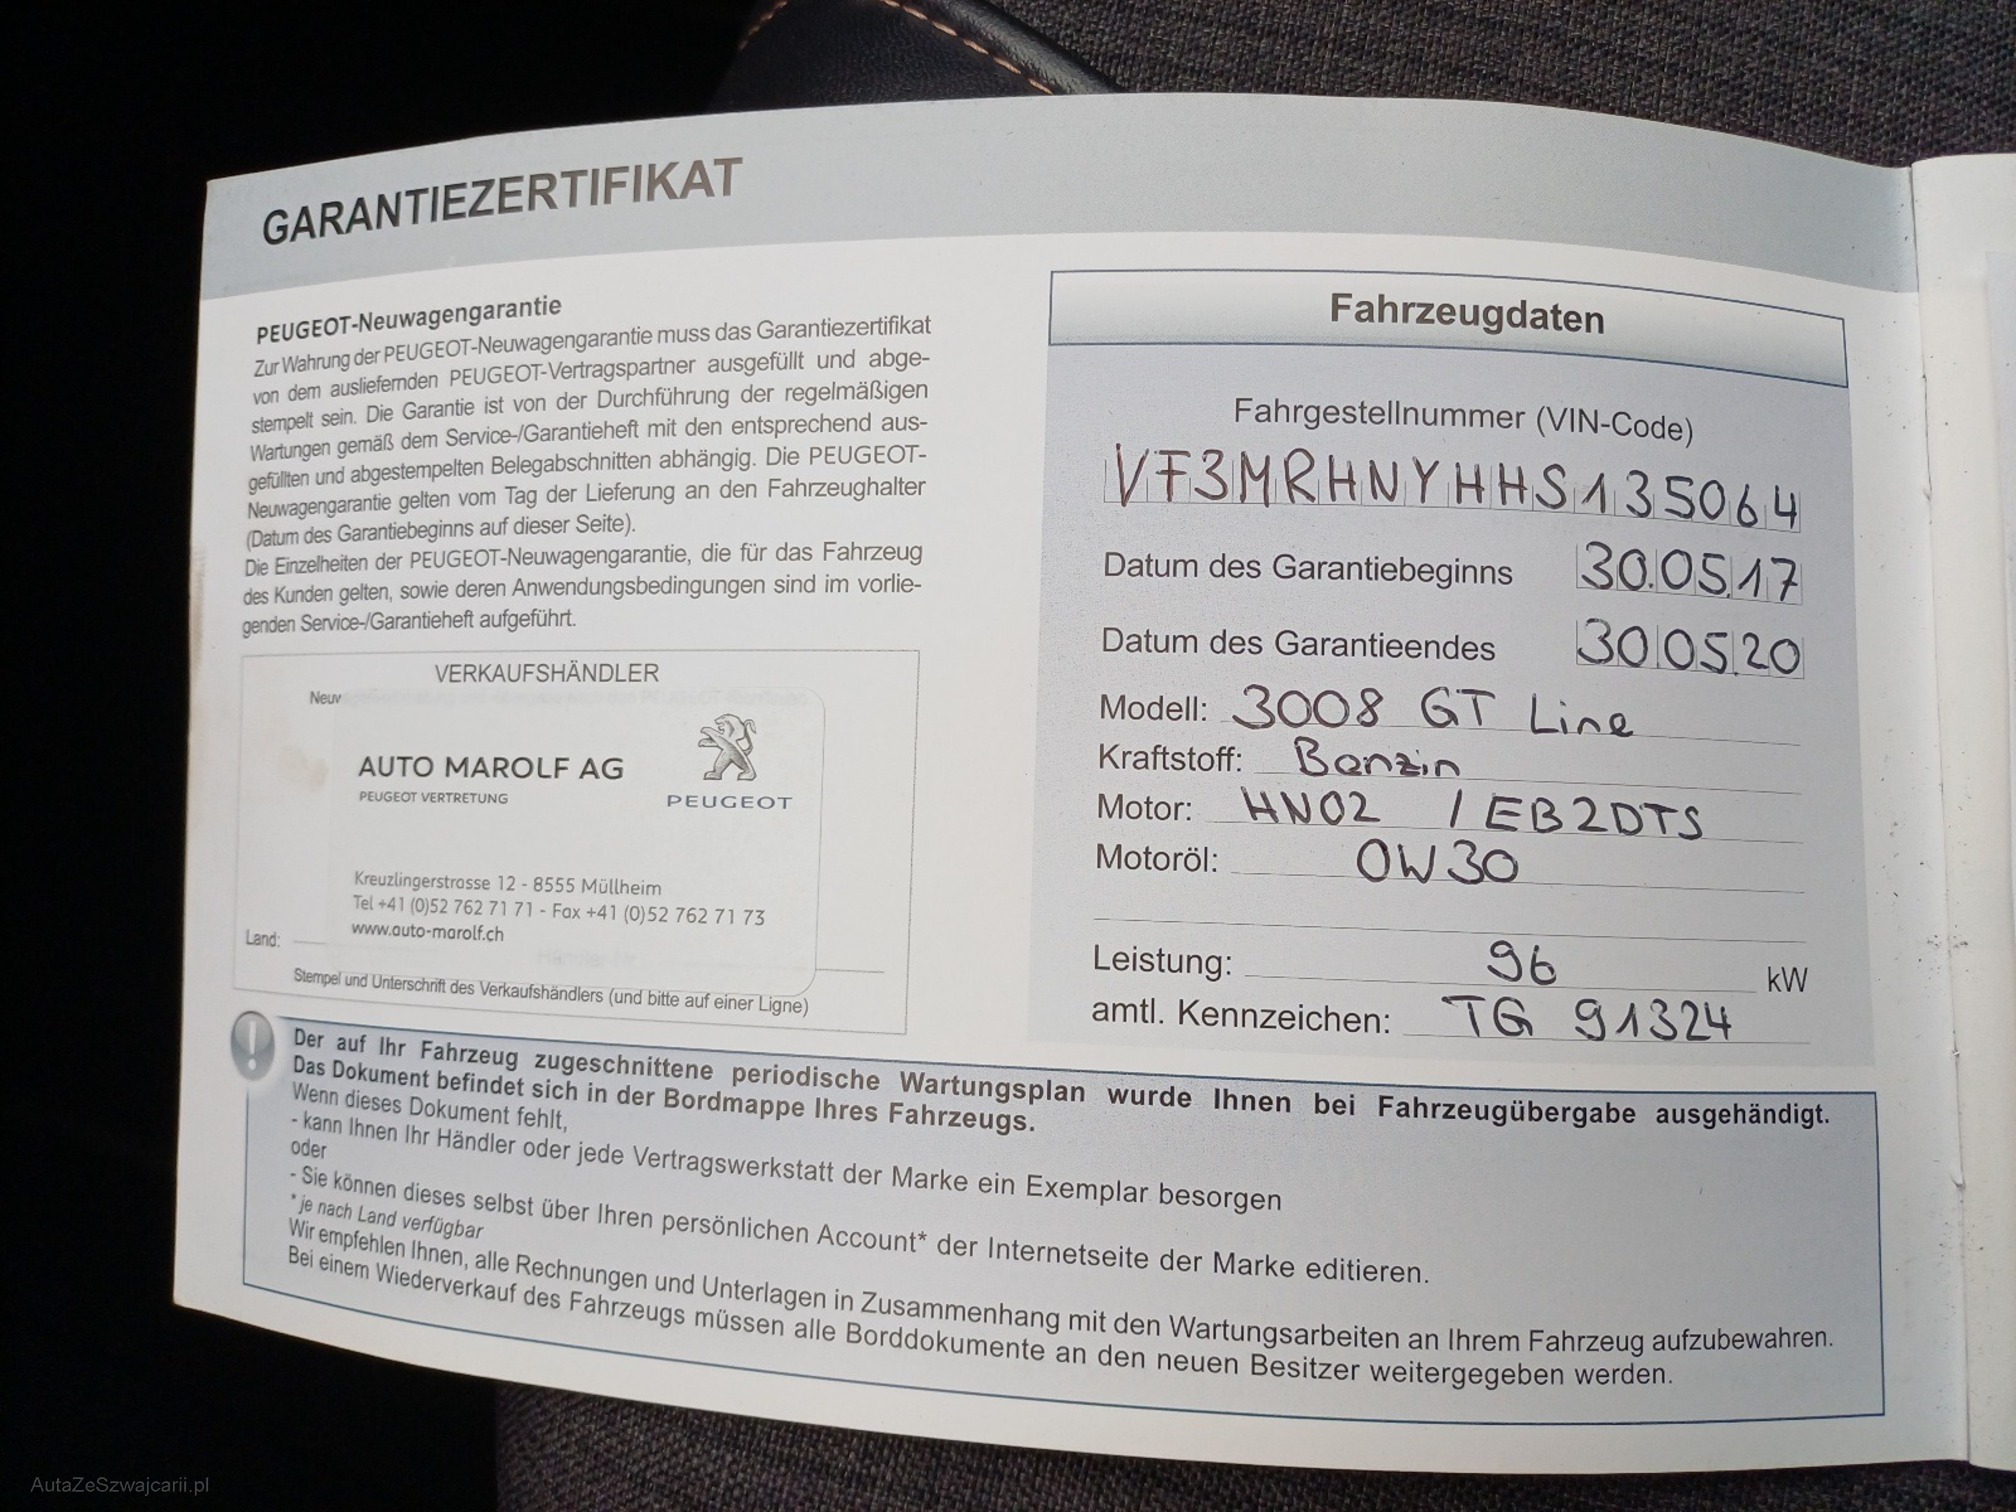 GARANTIEZERTIFIKAT
PEUGEOT-Neuwagengarantie
Zur Wahrung der PEUGEOT-Neuwagengarantie muss das Garantiezertifikat
von dem ausliefernden PEUGEOT-Vertragspartner ausgefüllt und abge-
stempelt sein. Die Garantie ist von der Durchführung der regelmäßigen
Wartungen gemäß dem Service-/Garantieheft mit den entsprechend aus-
gefüllten und abgestempelten Belegabschnitten abhängig. Die PEUGEOT-
Neuwagengarantie gelten vom Tag der Lieferung an den Fahrzeughalter
(Datum des Garantiebeginns auf dieser Seite).
Die Einzelheiten der PEUGEOT-Neuwagengarantie, die für das Fahrzeug
des Kunden gelten, sowie deren Anwendungsbedingungen sind im vorlie-
genden Service-/Garantieheft aufgeführt.
VERKAUFSHÄNDLER
Neuw
AUTO MAROLF AG
PEUGEOT VERTRETUNG
PEUGEOT
Kreuzlingerstrasse 12 - 8555 Müllheim
Tel +41 (0)52 762 71 71 - Fax +41 (0)52 762 71 73
www.auto-marolf.ch
Land:
Stempel und Unterschrift des Verkaufshändlers (und bitte auf einer Ligne)
Fahrzeugdaten
Fahrgestellnummer (VIN-Code)
VF3MRHNYHHS135064
Datum des Garantiebeginns 30.05.17
Datum des Garantieendes 30 05 20
Modell: 3008 GT Line
Kraftstoff: Benzin
Motor: HN02 / EB2DTS
Motoröl: 0W30
Leistung: 96 kW
amtl. Kennzeichen: TG 91324
Der auf Ihr Fahrzeug zugeschnittene periodische Wartungsplan wurde Ihnen bei Fahrzeugübergabe ausgehändigt.
Das Dokument befindet sich in der Bordmappe Ihres Fahrzeugs.
Wenn dieses Dokument fehlt,
- kann Ihnen Ihr Händler oder jede Vertragswerkstatt der Marke ein Exemplar besorgen
oder
- Sie können dieses selbst über Ihren persönlichen Account* der Internetseite der Marke editieren.
*je nach Land verfügbar
Wir empfehlen Ihnen, alle Rechnungen und Unterlagen in Zusammenhang mit den Wartungsarbeiten an Ihrem Fahrzeug aufzubewahren.
Bei einem Wiederverkauf des Fahrzeugs müssen alle Borddokumente an den neuen Besitzer weitergegeben werden.
AutaZeSzwajcarii.pl